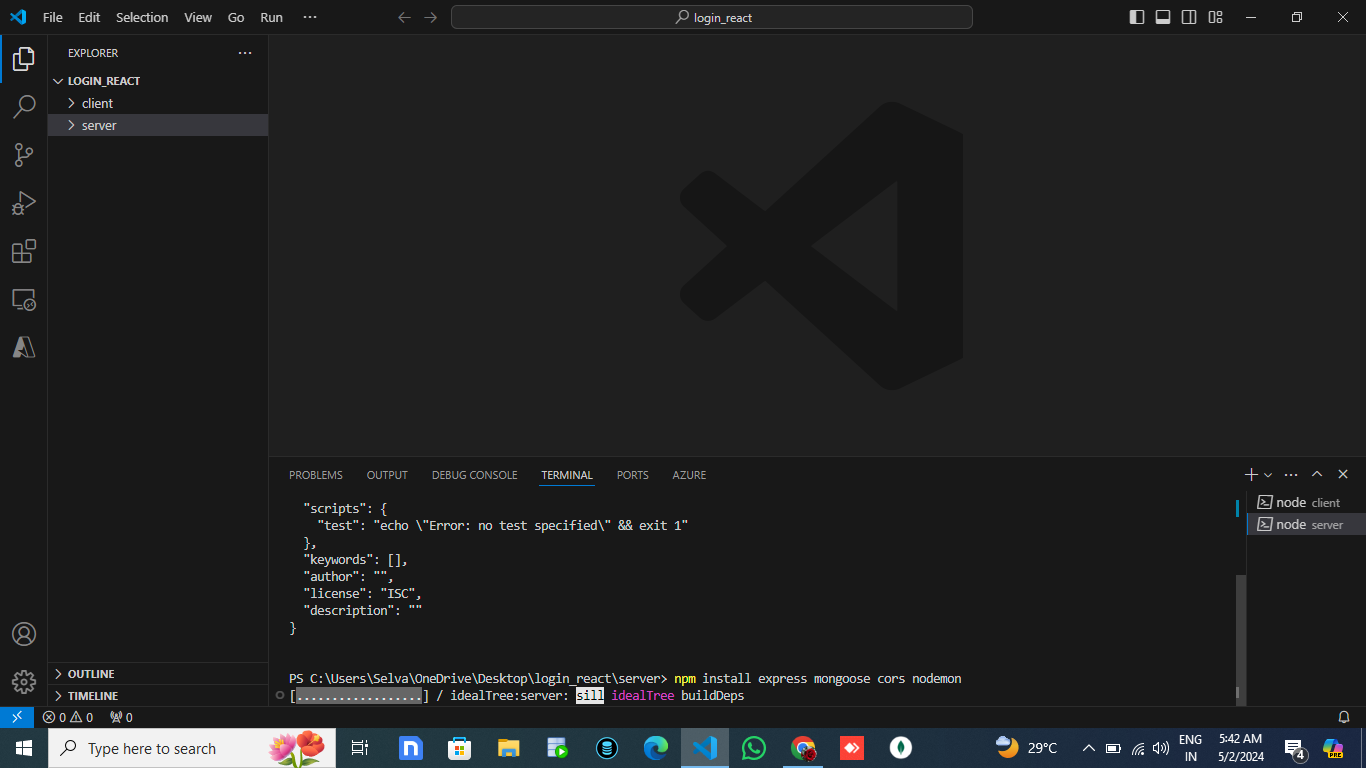 File Edit Selection View Go Run ···
login_react
EXPLORER ···
LOGIN_REACT
client
server
OUTLINE
TIMELINE
PROBLEMS OUTPUT DEBUG CONSOLE TERMINAL PORTS AZURE
"scripts": {
"test": "echo \"Error: no test specified\" && exit 1"
},
"keywords": [],
"author": "",
"license": "ISC",
"description": ""
}
PS C:\Users\Selva\OneDrive\Desktop\login_react\server> npm install express mongoose cors nodemon
[..................] / idealTree:server: sill idealTree buildDeps
node client
node server
0 0 0
Type here to search
29°C
ENG
IN
5:42 AM
5/2/2024
4
PRE